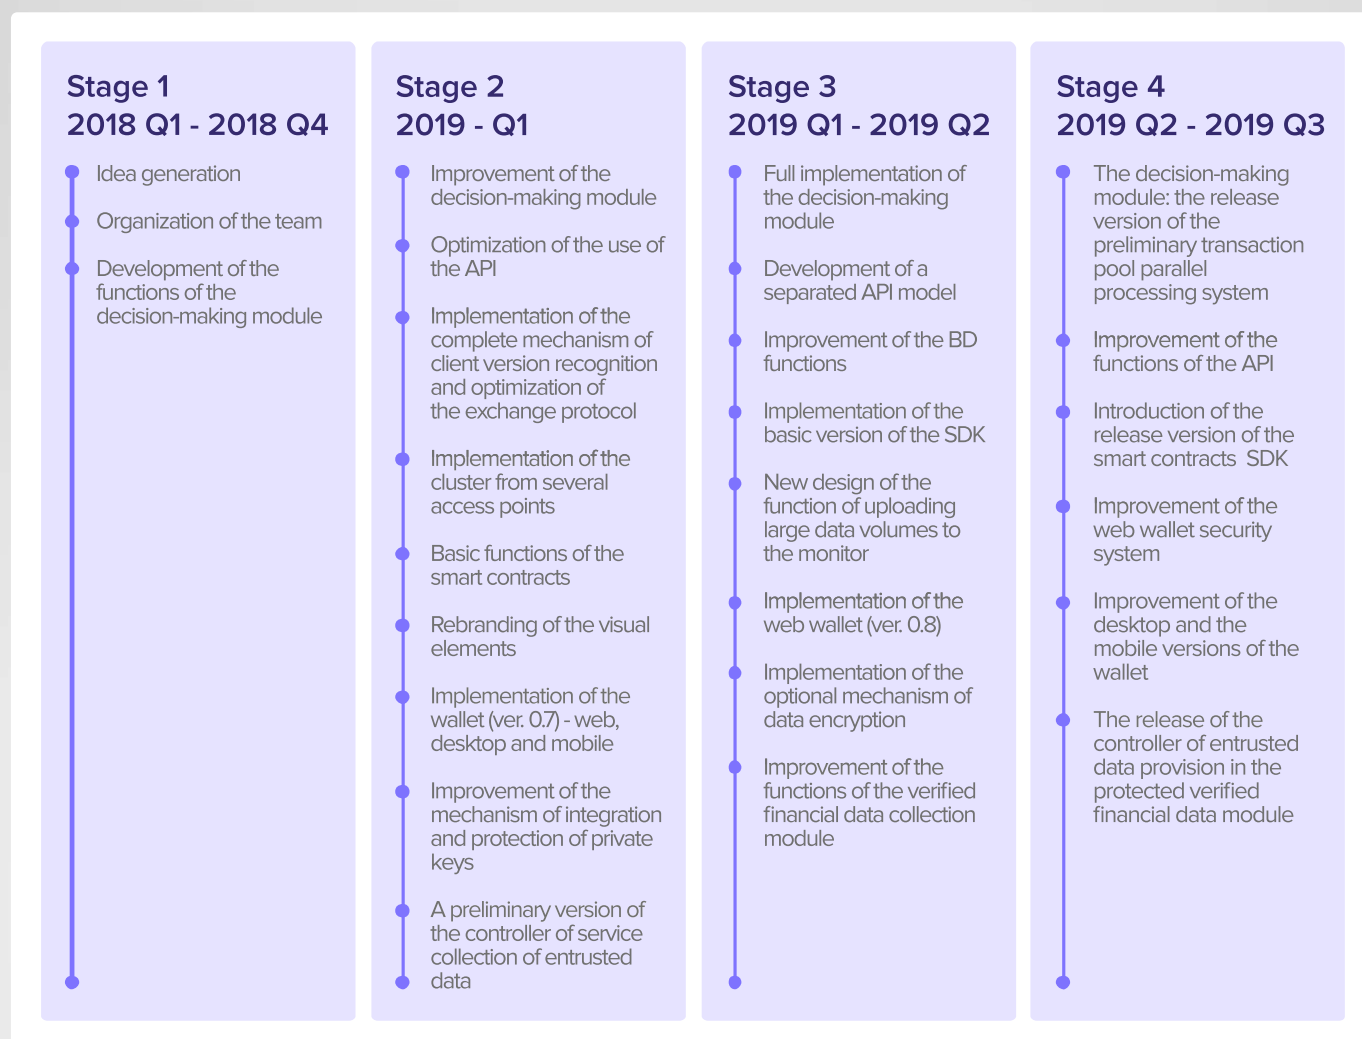 Stage 1
2018 Q1 - 2018 Q4
Idea generation
Organization of the team
Development of the
functions of the
decision-making module
Stage 2
2019 - Q1
Improvement of the
decision-making module
Optimization of the use of
the API
Implementation of the
complete mechanism of
client version recognition
and optimization of
the exchange protocol
Implementation of the
cluster from several
access points
Basic functions of the
smart contracts
Rebranding of the visual
elements
Implementation of the
wallet (ver. 0.7) - web,
desktop and mobile
Improvement of the
mechanism of integration
and protection of private
keys
A preliminary version of
the controller of service
collection of entrusted
data
Stage 3
2019 Q1 - 2019 Q2
Full implementation of
the decision-making
module
Development of a
separated API model
Improvement of the BD
functions
Implementation of the
basic version of the SDK
New design of the
function of uploading
large data volumes to
the monitor
Implementation of the
web wallet (ver. 0.8)
Implementation of the
optional mechanism of
data encryption
Improvement of the
functions of the verified
financial data collection
module
Stage 4
2019 Q2 - 2019 Q3
The decision-making
module: the release
version of the
preliminary transaction
pool parallel
processing system
Improvement of the
functions of the API
Introduction of the
release version of the
smart contracts  SDK
Improvement of the
web wallet security
system
Improvement of the
desktop and the
mobile versions of the
wallet
The release of the
controller of entrusted
data provision in the
protected verified
financial data module